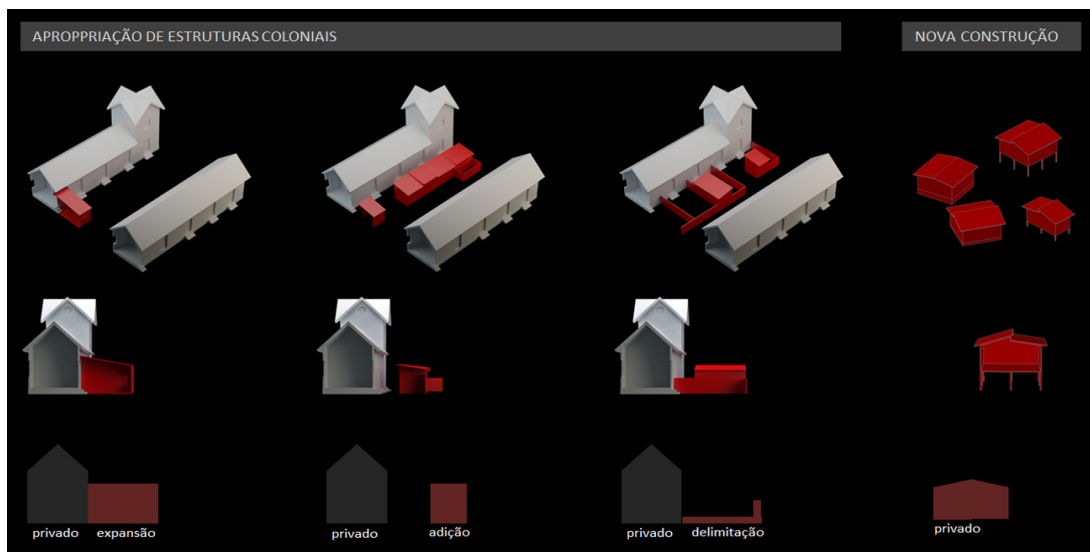 APROPPRIAÇÃO DE ESTRUTURAS COLONIAIS
NOVA CONSTRUÇÃO
privado expansão
privado adição
privado delimitação
privado